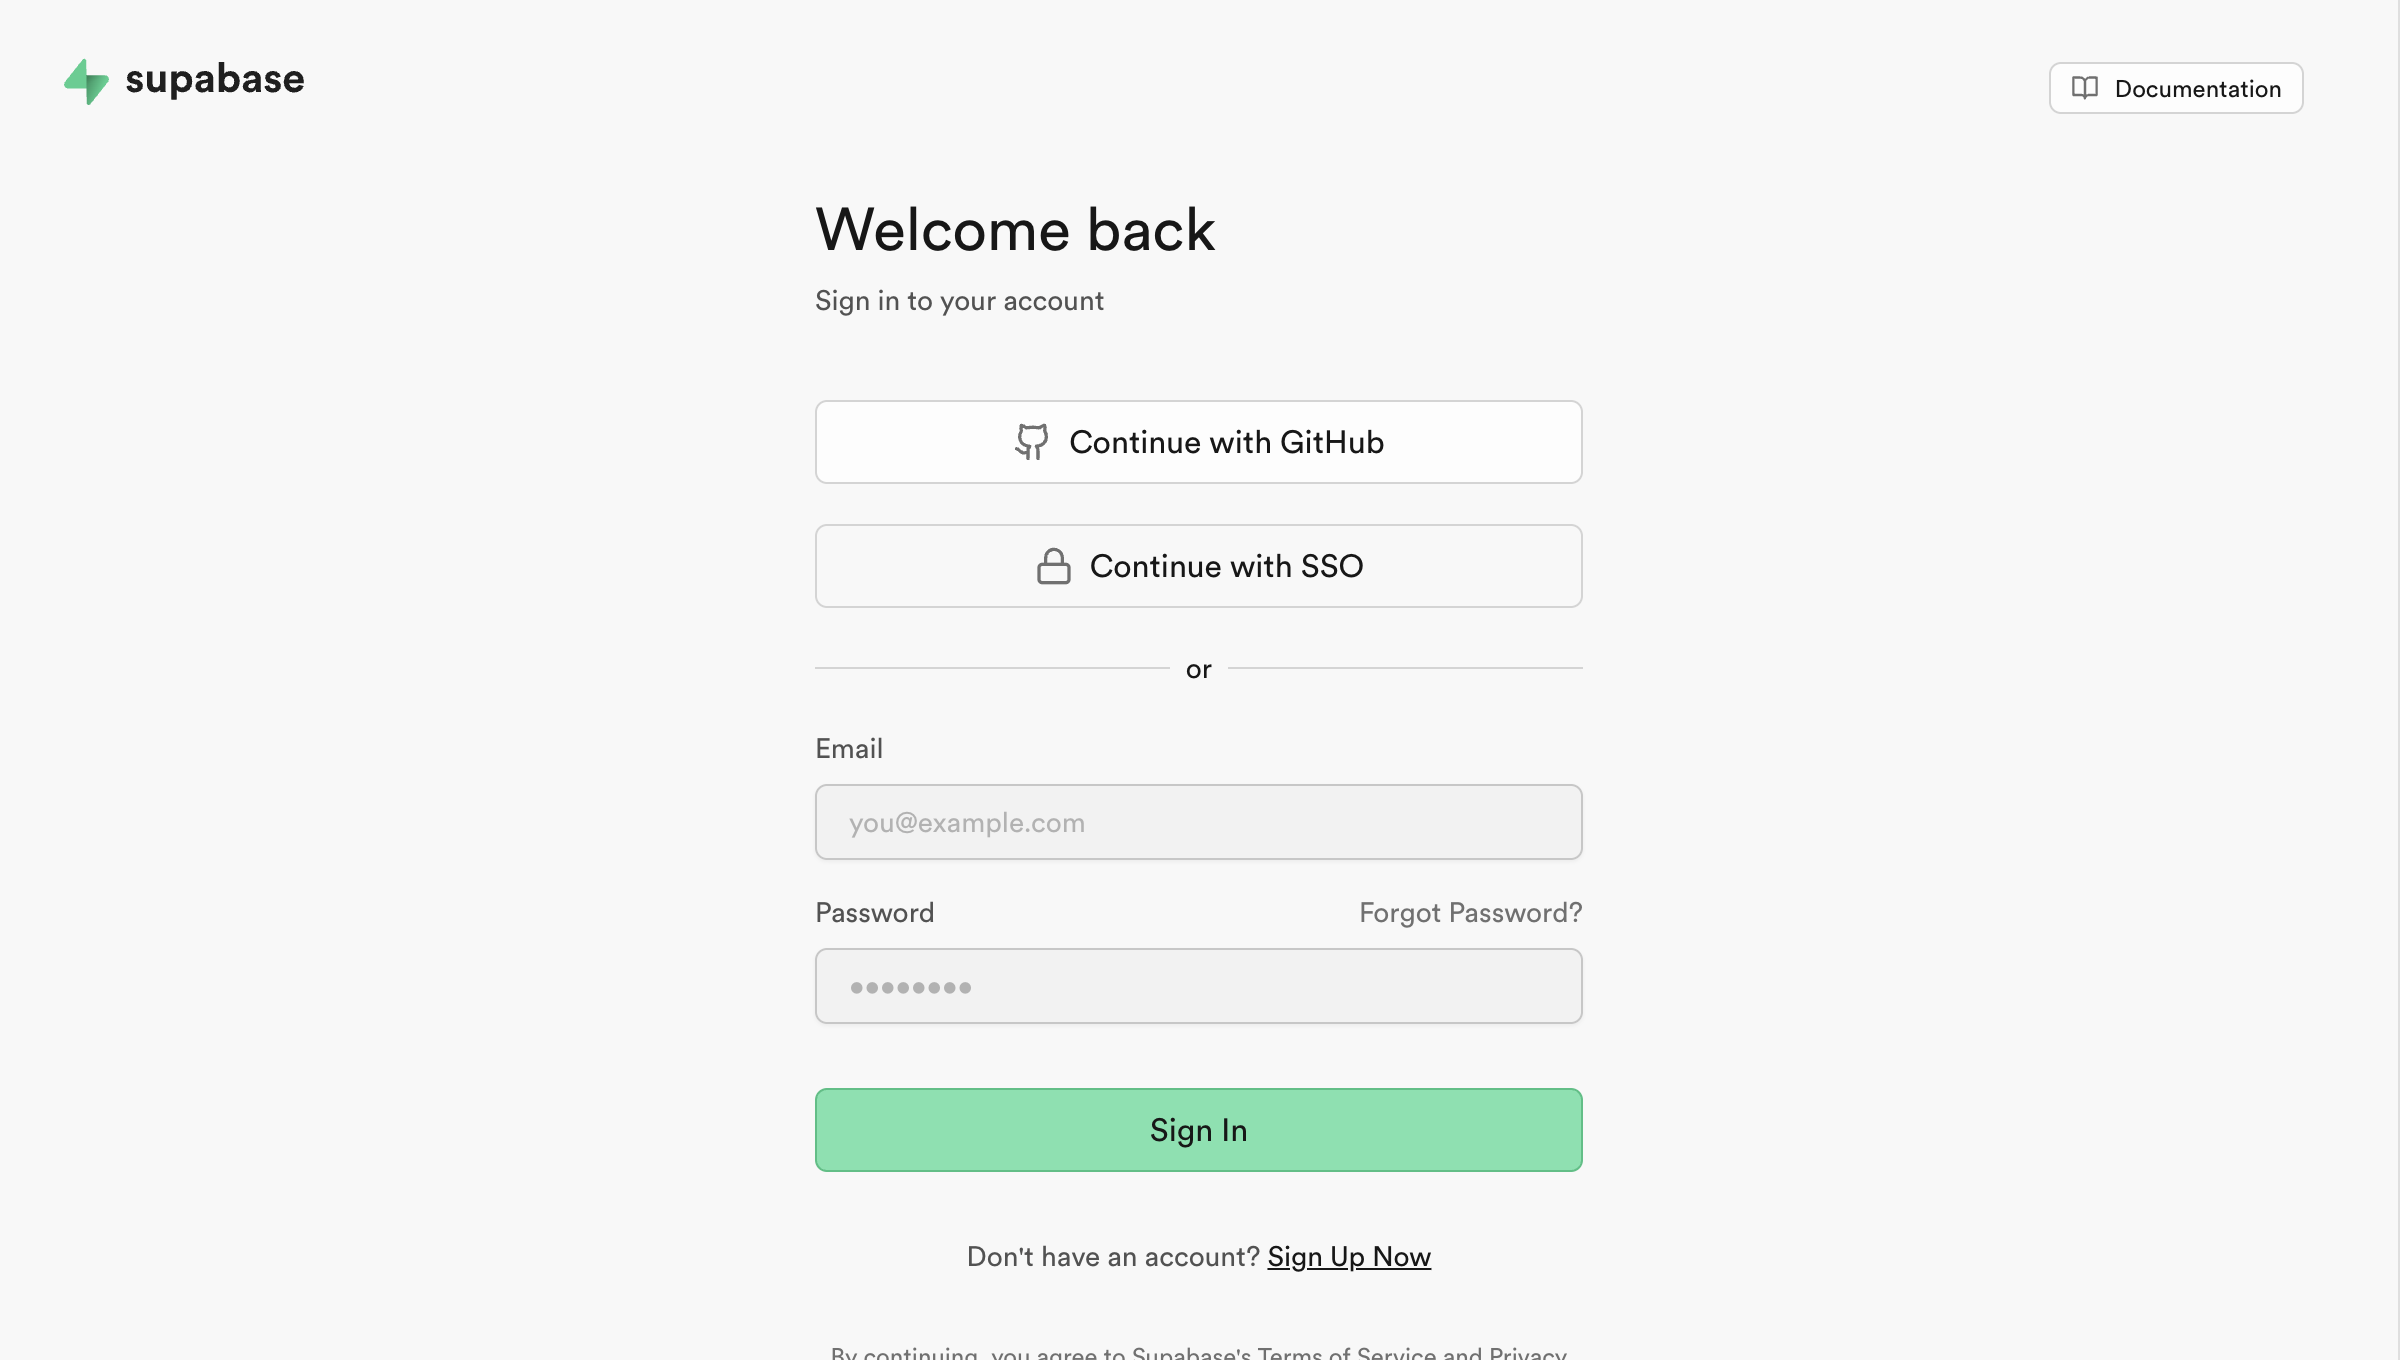 supabase
Documentation
Welcome back
Sign in to your account
Continue with GitHub
Continue with SSO
or
Email
you@example.com
Password
Forgot Password?
Sign In
Don't have an account? Sign Up Now
By continuing, you agree to Supabase's Terms of Service and Privacy